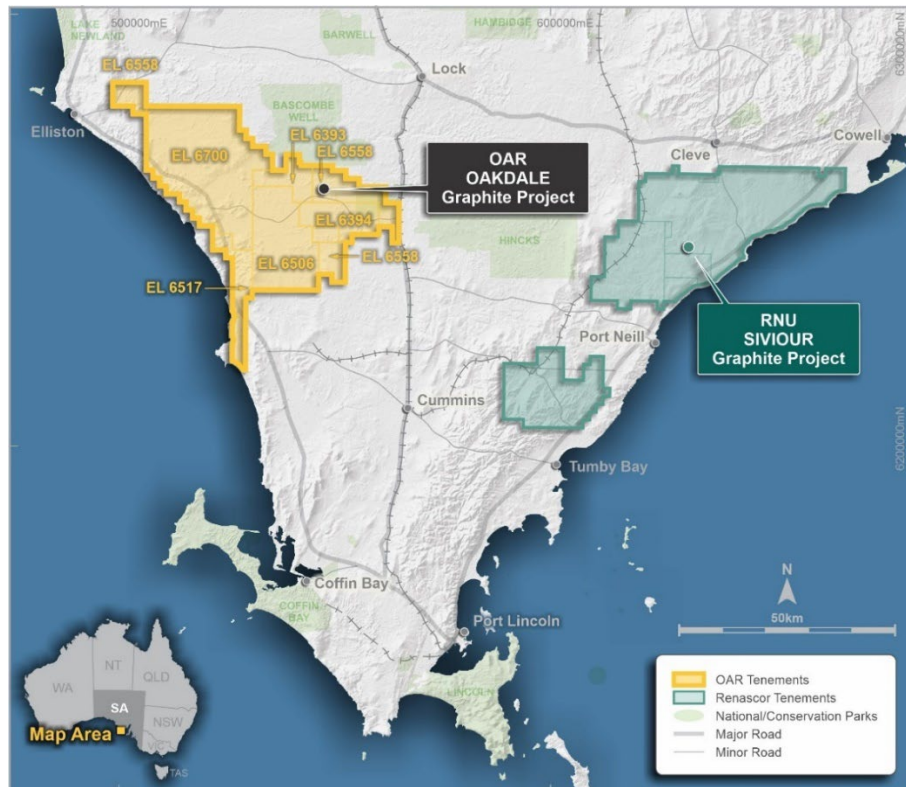 500000mE
600000mE
6300000mN
LAKE
NEWLAND
BARWELL
HAMBIDGE
EL 6558
Lock
Elliston
BASCOMBE
WELL
EL 6393
EL 6558
EL 6700
OAR
OAKDALE
Graphite Project
Cowell
Cleve
EL 6394
HINCKS
EL 6506
EL 6558
EL 6517
RNU
SIVIOUR
Graphite Project
Port Neill
Cummins
6200000mN
Tumby Bay
Coffin Bay
COFFIN
BAY
Port Lincoln
LINCOLN
N
50km
OAR Tenements
Renascor Tenements
National/Conservation Parks
Major Road
Minor Road
NT
QLD
WA
SA
NSW
VIC
TAS
Map Area